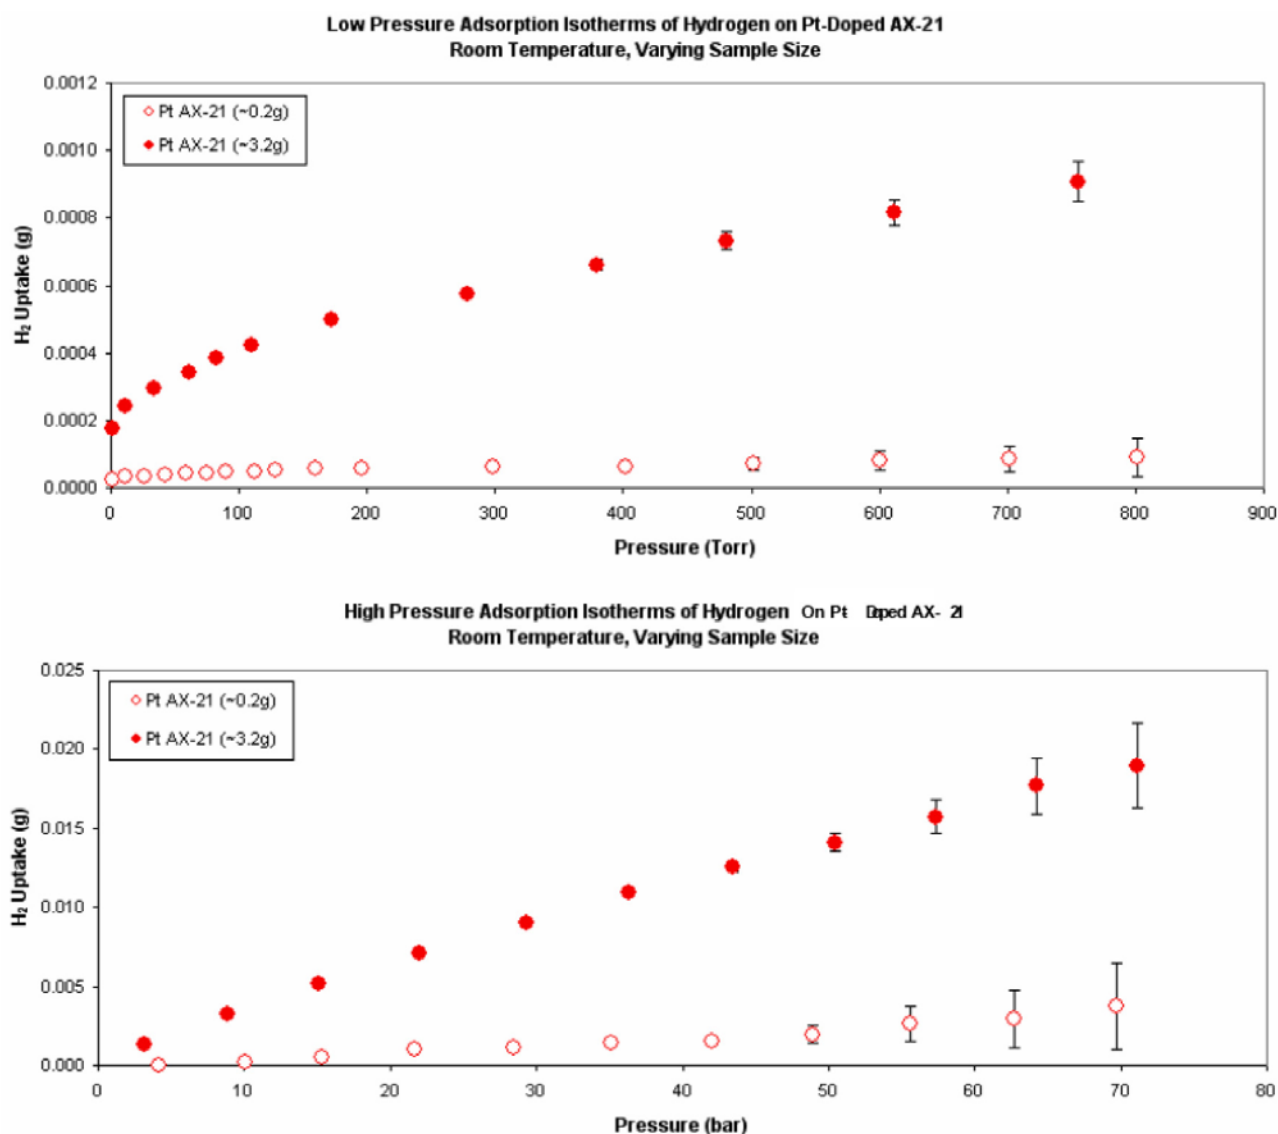 Low Pressure Adsorption Isotherms of Hydrogen on Pt-Doped AX-21
Room Temperature, Varying Sample Size
0.0012
0.0010
0.0008
0.0006
0.0004
0.0002
0.0000
H₂ Uptake (g)
Pt AX-21 (~0.2g)
Pt AX-21 (~3.2g)
0 100 200 300 400 500 600 700 800 900
Pressure (Torr)
High Pressure Adsorption Isotherms of Hydrogen On Pt Doped AX- 21
Room Temperature, Varying Sample Size
0.025
0.020
0.015
0.010
0.005
0.000
H₂ Uptake (g)
Pt AX-21 (~0.2g)
Pt AX-21 (~3.2g)
0 10 20 30 40 50 60 70 80
Pressure (bar)